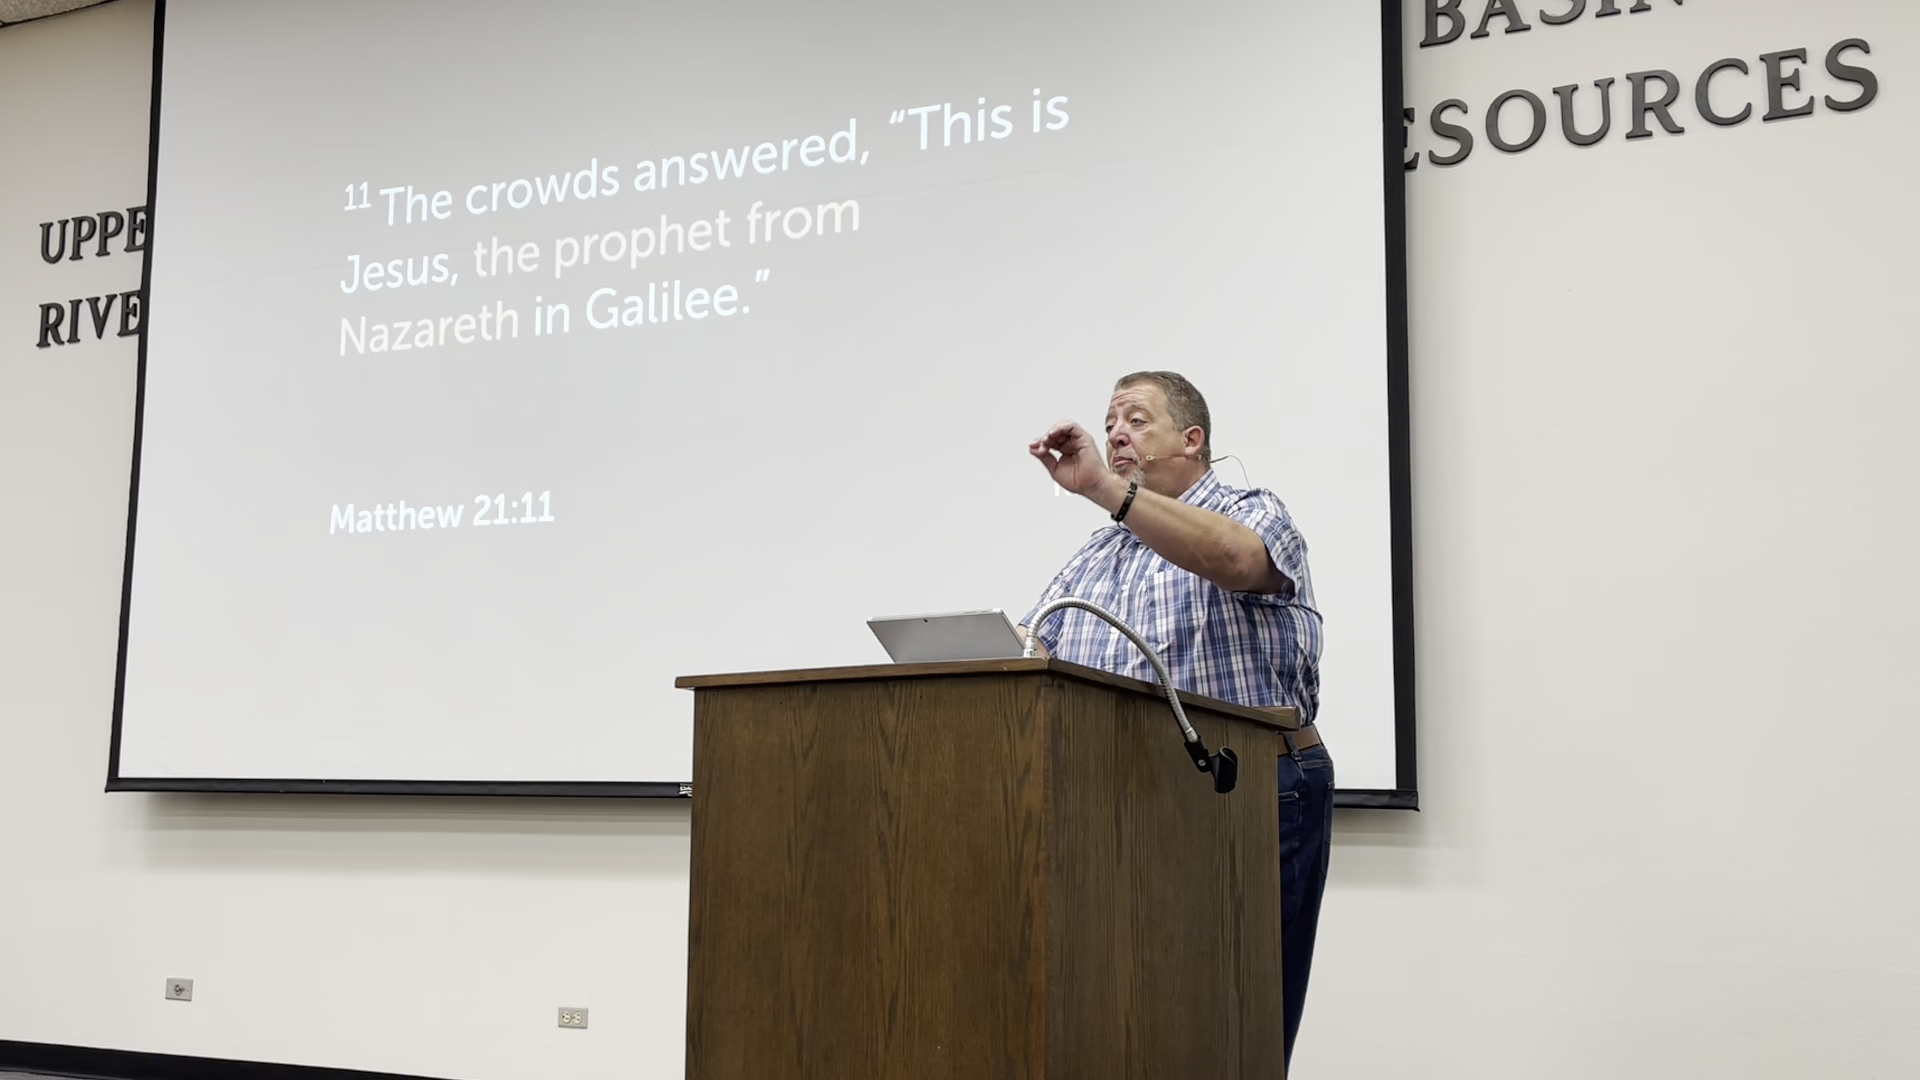 BASIN
ESOURCES
UPPE
RIVE
11 The crowds answered, “This is
Jesus, the prophet from
Nazareth in Galilee.”
Matthew 21:11